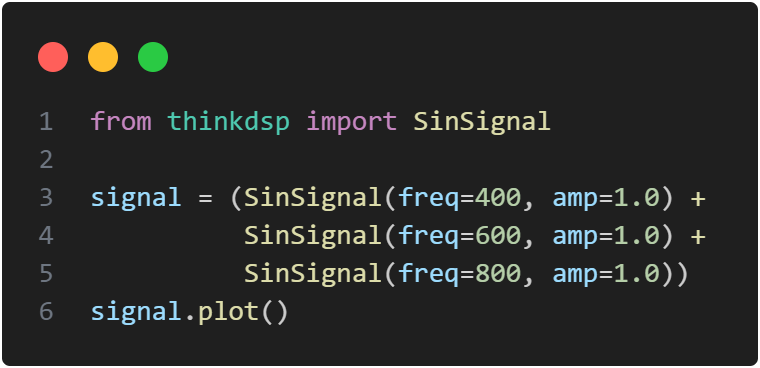 1 from thinkdsp import SinSignal
2
3 signal = (SinSignal(freq=400, amp=1.0) +
4           SinSignal(freq=600, amp=1.0) +
5           SinSignal(freq=800, amp=1.0))
6 signal.plot()